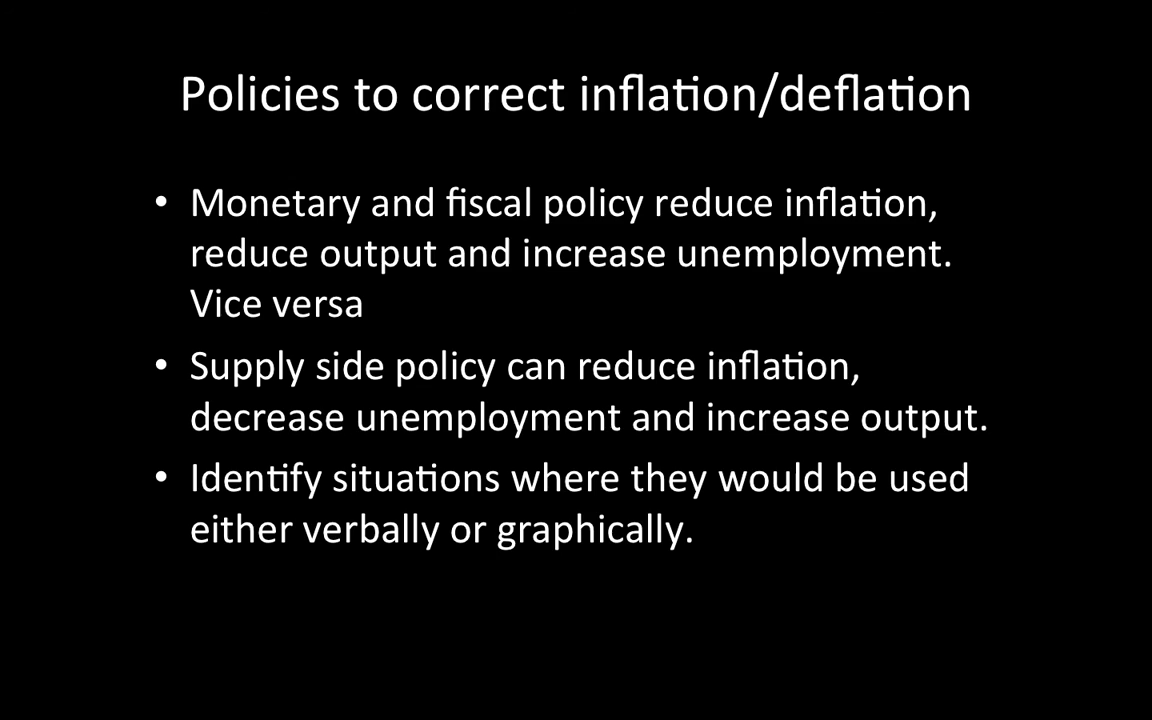 Policies to correct inflation/deflation
• Monetary and fiscal policy reduce inflation,
reduce output and increase unemployment.
Vice versa
• Supply side policy can reduce inflation,
decrease unemployment and increase output.
• Identify situations where they would be used
either verbally or graphically.